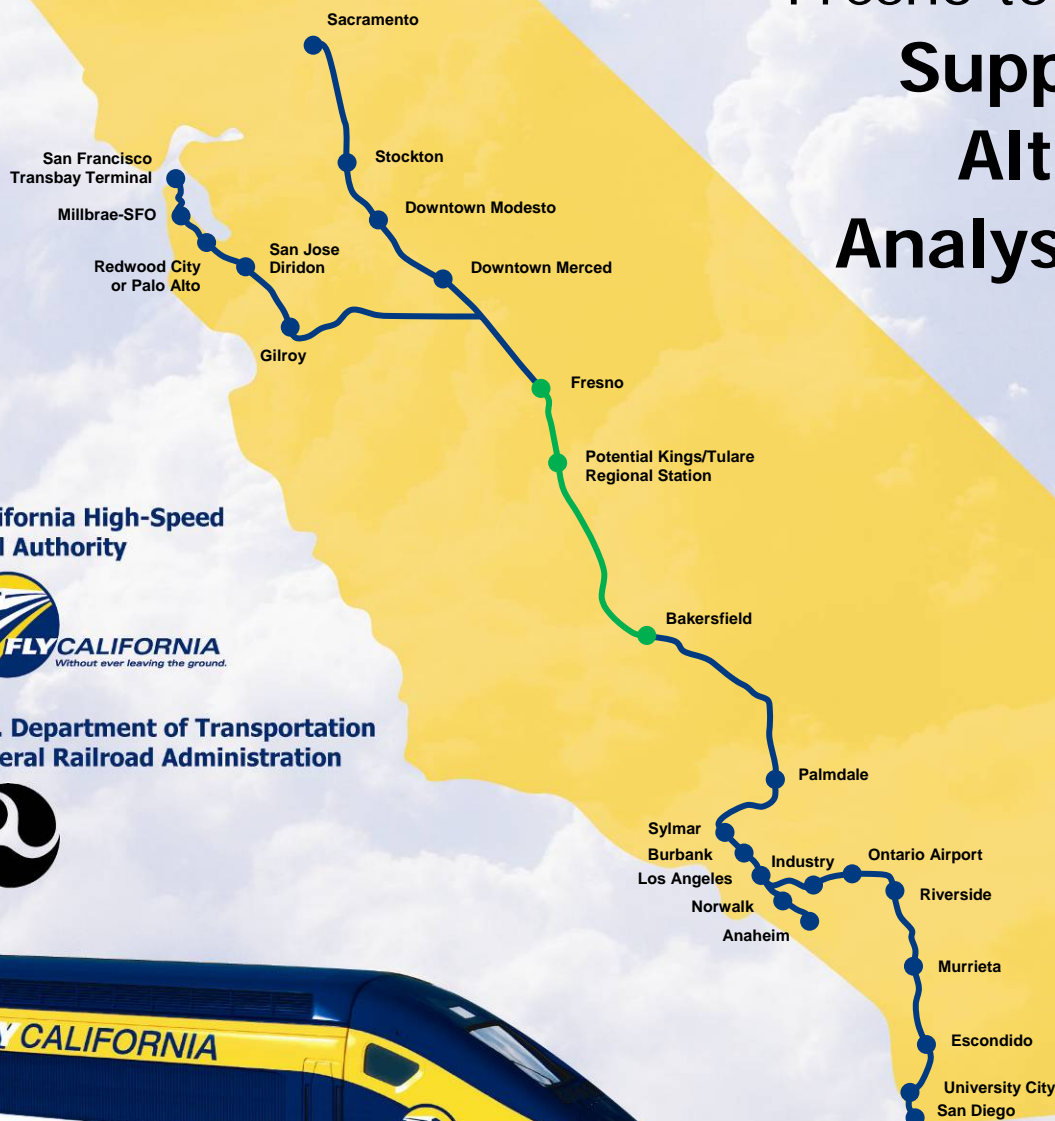 Fresno to
Supp
Alt
Analys
Sacramento
San Francisco
Transbay Terminal
Stockton
Millbrae-SFO
Downtown Modesto
San Jose
Diridon
Redwood City
or Palo Alto
Downtown Merced
Gilroy
Fresno
Potential Kings/Tulare
Regional Station
ifornia High-Speed
l Authority
FLYCALIFORNIA
Without ever leaving the ground.
Bakersfield
. Department of Transportation
eral Railroad Administration
Palmdale
Sylmar
Burbank
Los Angeles
Industry
Ontario Airport
Riverside
Norwalk
Anaheim
Murrieta
Escondido
University City
San Diego
Y CALIFORNIA